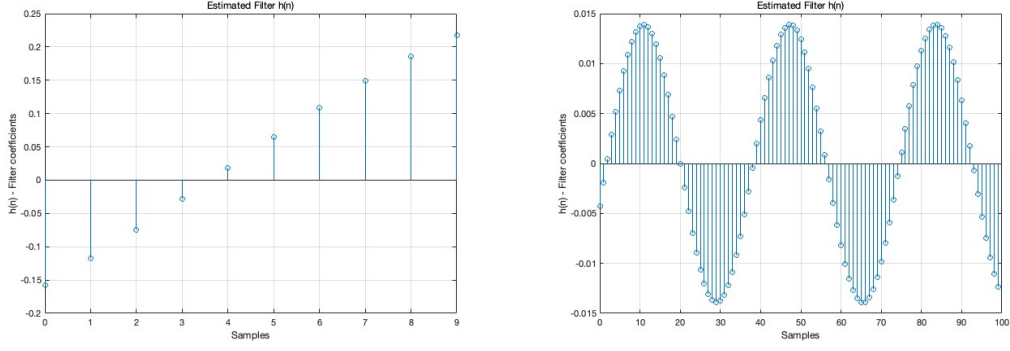 Estimated Filter h(n)
h(n) - Filter coefficients
0.25
0.2
0.15
0.1
0.05
0
-0.05
-0.1
-0.15
-0.2
0 1 2 3 4 5 6 7 8 9
Samples
Estimated Filter h(n)
h(n) - Filter coefficients
0.015
0.01
0.005
0
-0.005
-0.01
-0.015
0 10 20 30 40 50 60 70 80 90 100
Samples